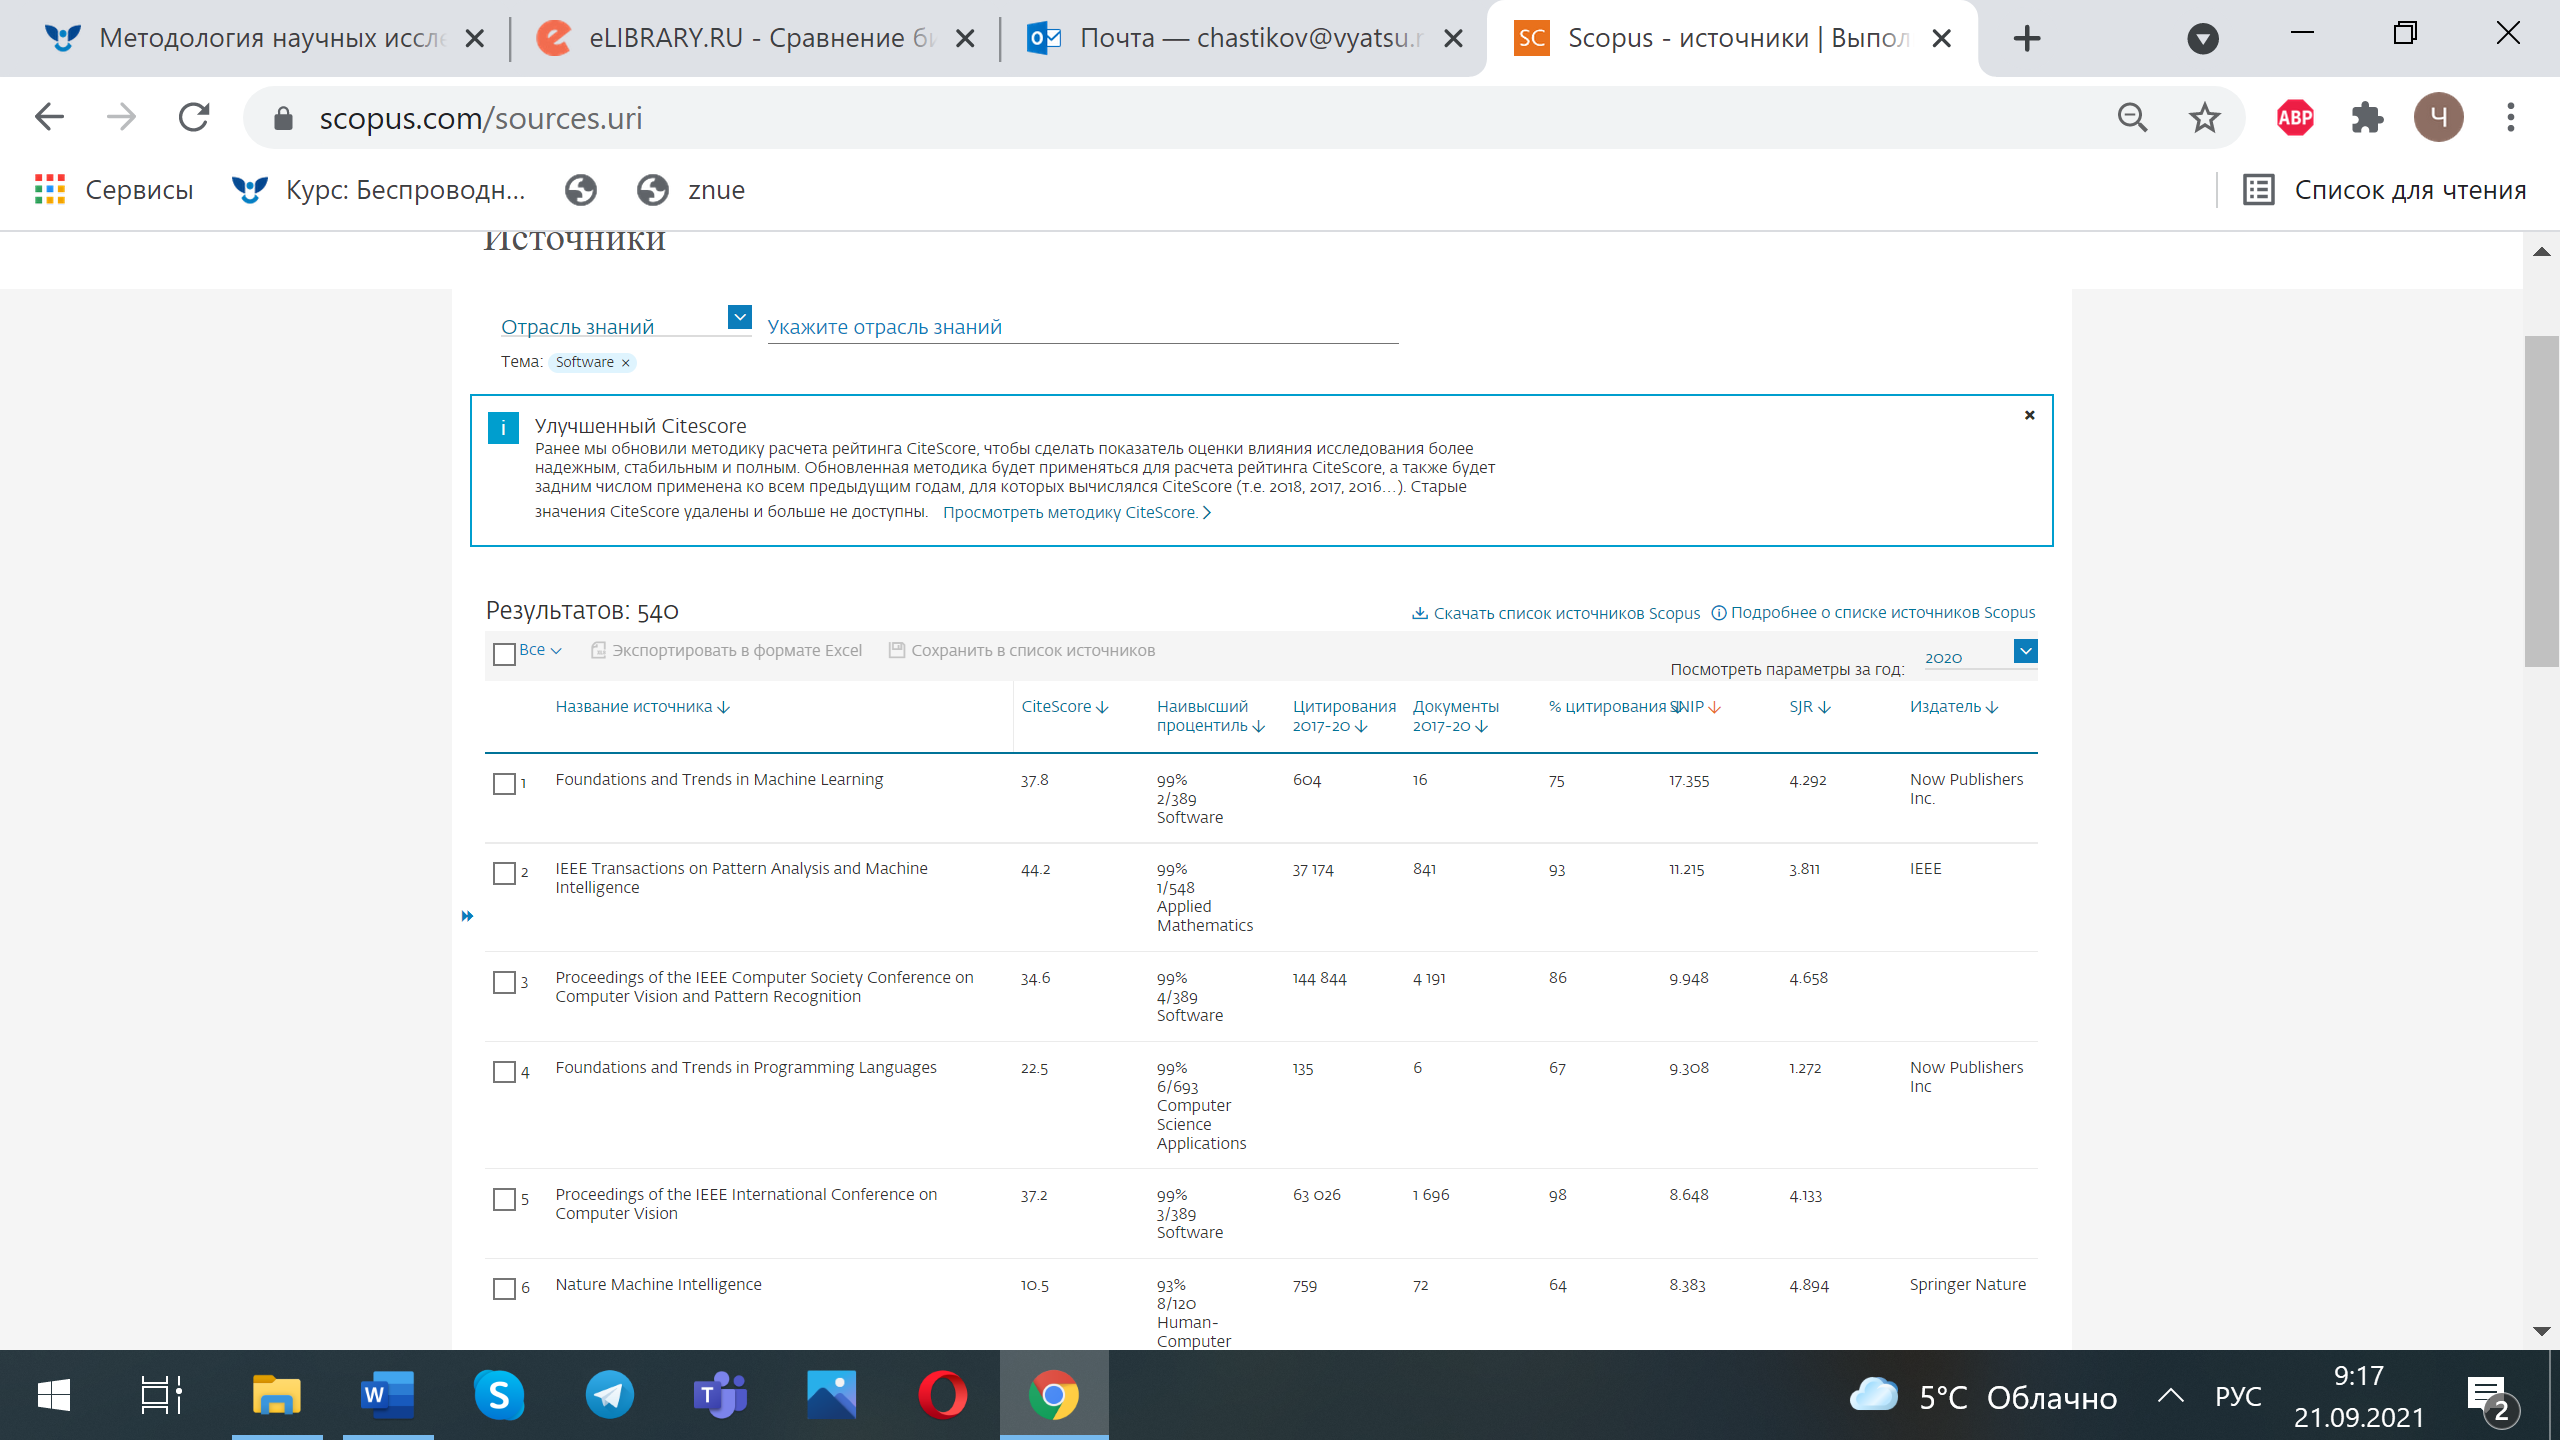 Методология научных иссле
eLIBRARY.RU - Сравнение би
Почта — chastikov@vyatsu.r
SC Scopus - источники | Выпол
scopus.com/sources.uri
ABP
Ч
Сервисы
Курс: Беспроводн...
znue
Список для чтения
Источники
Отрасль знаний
Укажите отрасль знаний
Тема: Software ×
i Улучшенный Citescore
Ранее мы обновили методику расчета рейтинга CiteScore, чтобы сделать показатель оценки влияния исследования более
надежным, стабильным и полным. Обновленная методика будет применяться для расчета рейтинга CiteScore, а также будет
задним числом применена ко всем предыдущим годам, для которых вычислялся CiteScore (т.е. 2018, 2017, 2016...). Старые
значения CiteScore удалены и больше не доступны. Просмотреть методику CiteScore.
Результатов: 540
Скачать список источников Scopus
Подробнее о списке источников Scopus
Все
Экспортировать в формате Excel
Сохранить в список источников
Посмотреть параметры за год: 2020
Название источника
CiteScore
Наивысший
процентиль
Цитирования
2017-20
Документы
2017-20
% цитирования
SNIP
SJR
Издатель
1
Foundations and Trends in Machine Learning
37.8
99%
2/389
Software
604
16
75
17.355
4.292
Now Publishers
Inc.
2
IEEE Transactions on Pattern Analysis and Machine
Intelligence
44.2
99%
1/548
Applied
Mathematics
37 174
841
93
11.215
3.811
IEEE
3
Proceedings of the IEEE Computer Society Conference on
Computer Vision and Pattern Recognition
34.6
99%
4/389
Software
144 844
4 191
86
9.948
4.658
4
Foundations and Trends in Programming Languages
22.5
99%
6/693
Computer
Science
Applications
135
6
67
9.308
1.272
Now Publishers
Inc
5
Proceedings of the IEEE International Conference on
Computer Vision
37.2
99%
3/389
Software
63 026
1 696
98
8.648
4.133
6
Nature Machine Intelligence
10.5
93%
8/120
Human-
Computer
759
72
64
8.383
4.894
Springer Nature
5°C Облачно
РУС
9:17
21.09.2021
2